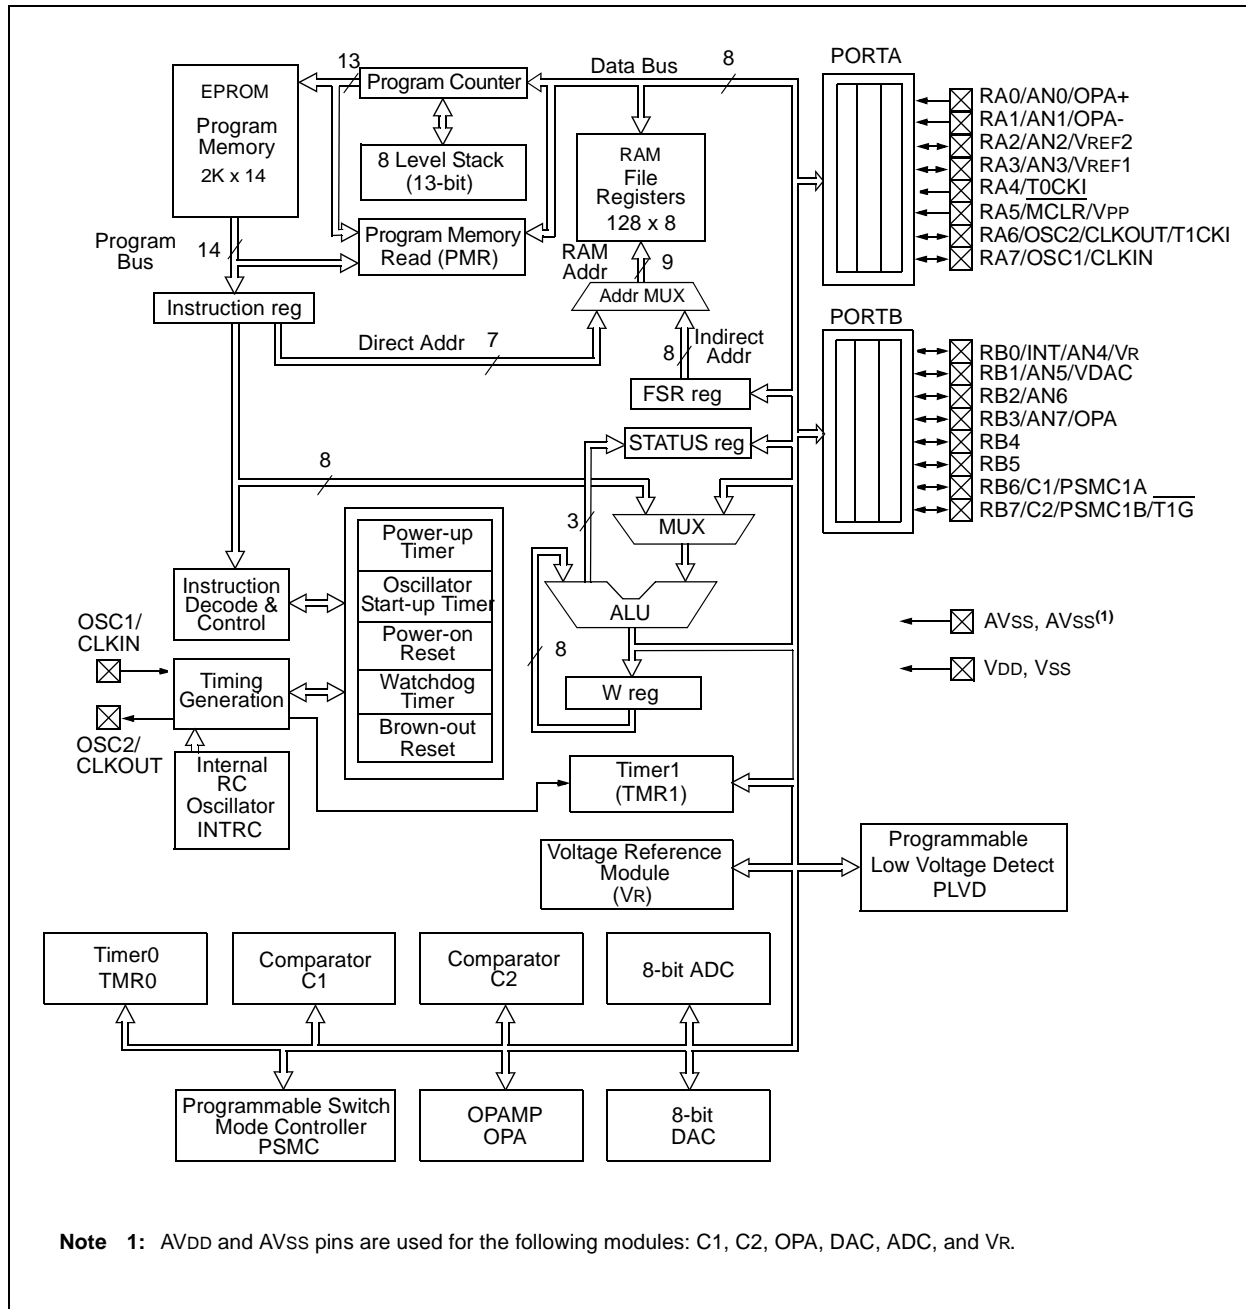 EPROM
Program
Memory
2K x 14
13
Program Counter
8 Level Stack
(13-bit)
Program Memory
Read (PMR)
Data Bus
8
RAM
File
Registers
128 x 8
RAM
Addr
9
Addr MUX
Program
Bus
14
Instruction reg
Direct Addr
7
8
Indirect
Addr
FSR reg
STATUS reg
8
3
MUX
ALU
8
W reg
Power-up
Timer
Oscillator
Start-up Timer
Power-on
Reset
Watchdog
Timer
Brown-out
Reset
Instruction
Decode &
Control
OSC1/
CLKIN
Timing
Generation
OSC2/
CLKOUT
Internal
RC
Oscillator
INTRC
Timer1
(TMR1)
Voltage Reference
Module
(VR)
Programmable
Low Voltage Detect
PLVD
PORTA
RA0/AN0/OPA+
RA1/AN1/OPA-
RA2/AN2/VREF2
RA3/AN3/VREF1
RA4/T0CKI
RA5/MCLR/VPP
RA6/OSC2/CLKOUT/T1CKI
RA7/OSC1/CLKIN
PORTB
RB0/INT/AN4/VR
RB1/AN5/VDAC
RB2/AN6
RB3/AN7/OPA
RB4
RB5
RB6/C1/PSMC1A
RB7/C2/PSMC1B/T1G
AVSS, AVSS(1)
VDD, VSS
Timer0
TMR0
Comparator
C1
Comparator
C2
8-bit ADC
Programmable Switch
Mode Controller
PSMC
OPAMP
OPA
8-bit
DAC
Note 1: AVDD and AVSS pins are used for the following modules: C1, C2, OPA, DAC, ADC, and VR.